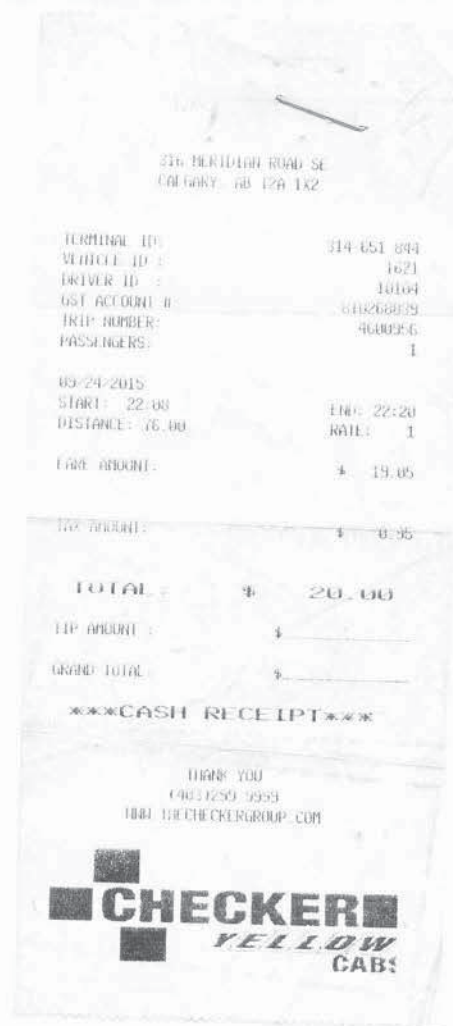 316 MERIDIAN ROAD SE
CALGARY, AB T2A 1X2
TERMINAL ID: 314-051-844
VEHICLE ID : 1621
DRIVER ID : 10104
GST ACCOUNT #
TRIP NUMBER: 4600956
PASSENGERS: 1
09/24/2015
START: 22:08 END: 22:20
DISTANCE: 76.00 RATE: 1
FARE AMOUNT: $ 19.05
TAX AMOUNT: $ 0.95
TOTAL: $ 20.00
TIP AMOUNT : $
GRAND TOTAL: $
***CASH RECEIPT***
THANK YOU
(403)299-9999
WWW.THECHECKERGROUP.COM
CHECKER
YELLOW
CABS